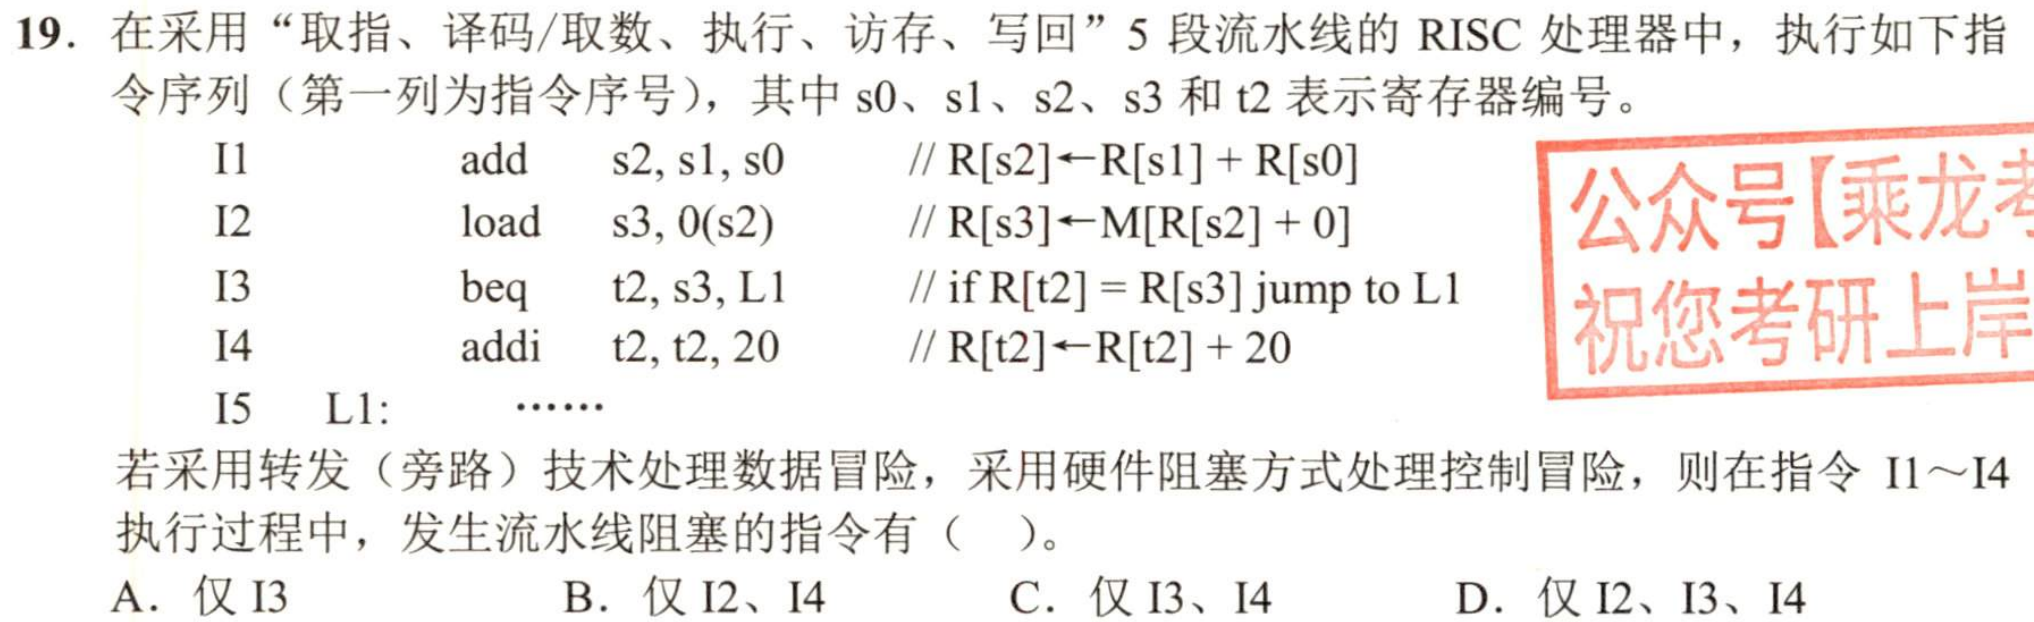 19. 在采用“取指、译码/取数、执行、访存、写回”5 段流水线的 RISC 处理器中，执行如下指
令序列（第一列为指令序号），其中 s0、s1、s2、s3 和 t2 表示寄存器编号。
I1 add s2, s1, s0 // R[s2]←R[s1] + R[s0]
I2 load s3, 0(s2) // R[s3]←M[R[s2] + 0]
I3 beq t2, s3, L1 // if R[t2] = R[s3] jump to L1
I4 addi t2, t2, 20 // R[t2]←R[t2] + 20
I5 L1: ……
公众号【乘龙考
祝您考研上岸
若采用转发（旁路）技术处理数据冒险，采用硬件阻塞方式处理控制冒险，则在指令 I1～I4
执行过程中，发生流水线阻塞的指令有（ ）。
A. 仅 I3 B. 仅 I2、I4 C. 仅 I3、I4 D. 仅 I2、I3、I4